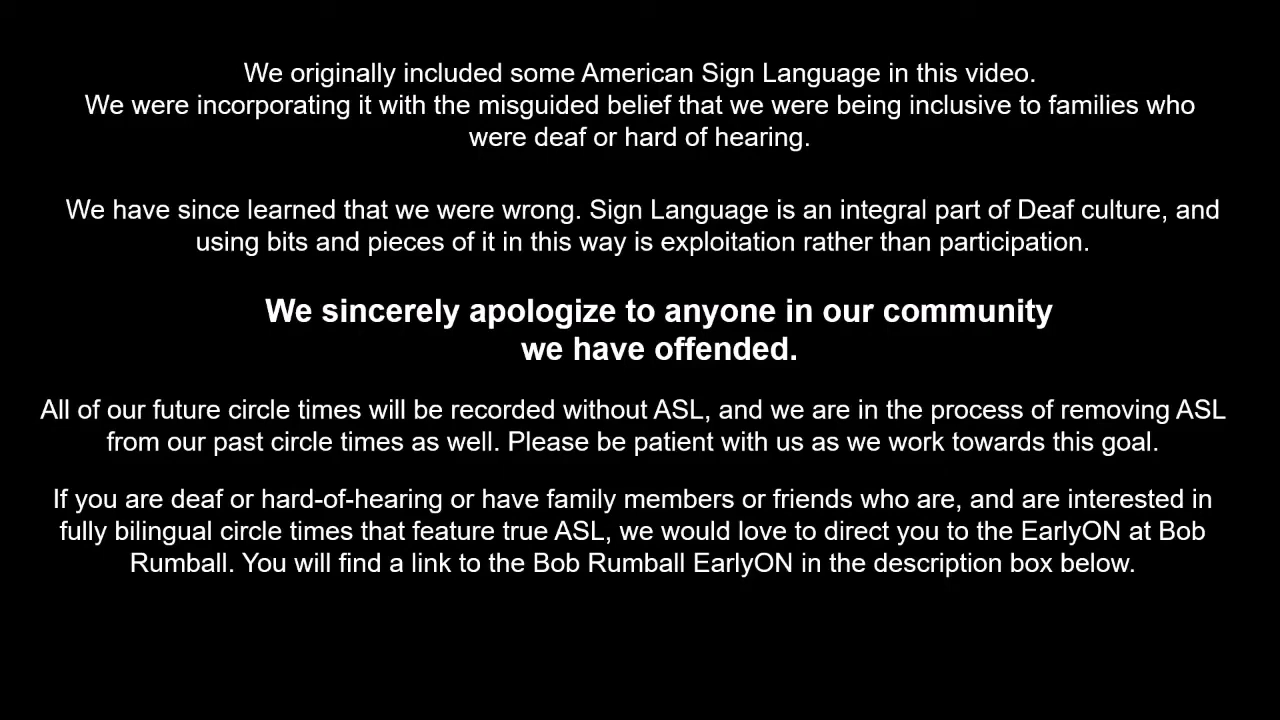 We originally included some American Sign Language in this video.
We were incorporating it with the misguided belief that we were being inclusive to families who
were deaf or hard of hearing.
We have since learned that we were wrong. Sign Language is an integral part of Deaf culture, and
using bits and pieces of it in this way is exploitation rather than participation.
We sincerely apologize to anyone in our community
we have offended.
All of our future circle times will be recorded without ASL, and we are in the process of removing ASL
from our past circle times as well. Please be patient with us as we work towards this goal.
If you are deaf or hard-of-hearing or have family members or friends who are, and are interested in
fully bilingual circle times that feature true ASL, we would love to direct you to the EarlyON at Bob
Rumball. You will find a link to the Bob Rumball EarlyON in the description box below.